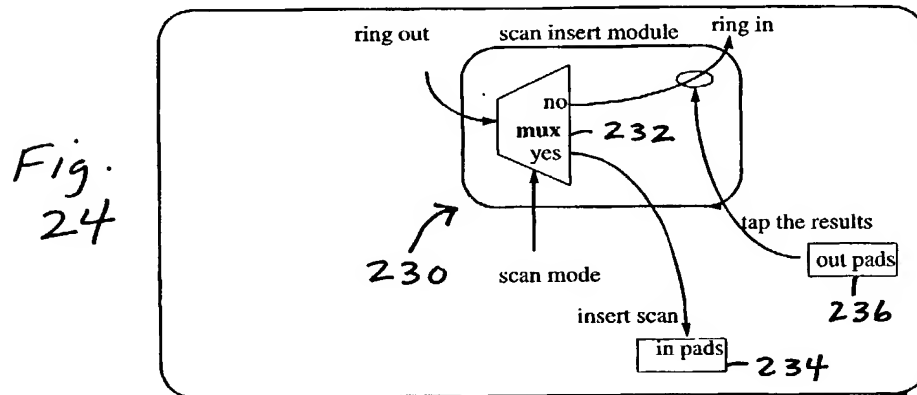 ring out
scan insert module
ring in
no
mux
yes
232
Fig.
24
230
scan mode
tap the results
out pads
236
insert scan
in pads
234